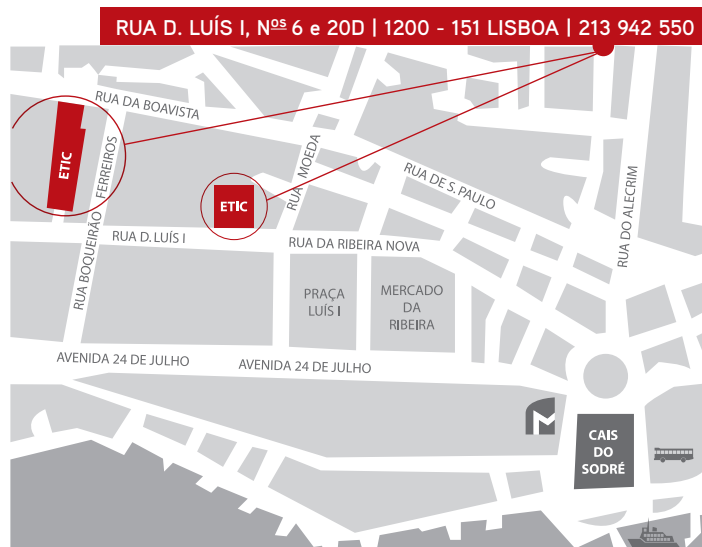 RUA D. LUÍS I, Nºˢ 6 e 20D | 1200 - 151 LISBOA | 213 942 550
RUA DA BOAVISTA
RUA MOEDA
ETIC
RUA BOQUEIRÃO FERREIROS
RUA DE S. PAULO
RUA DO ALECRIM
ETIC
RUA D. LUÍS I
RUA DA RIBEIRA NOVA
PRAÇA
LUÍS I
MERCADO
DA
RIBEIRA
AVENIDA 24 DE JULHO
AVENIDA 24 DE JULHO
M
CAIS
DO
SODRÉ